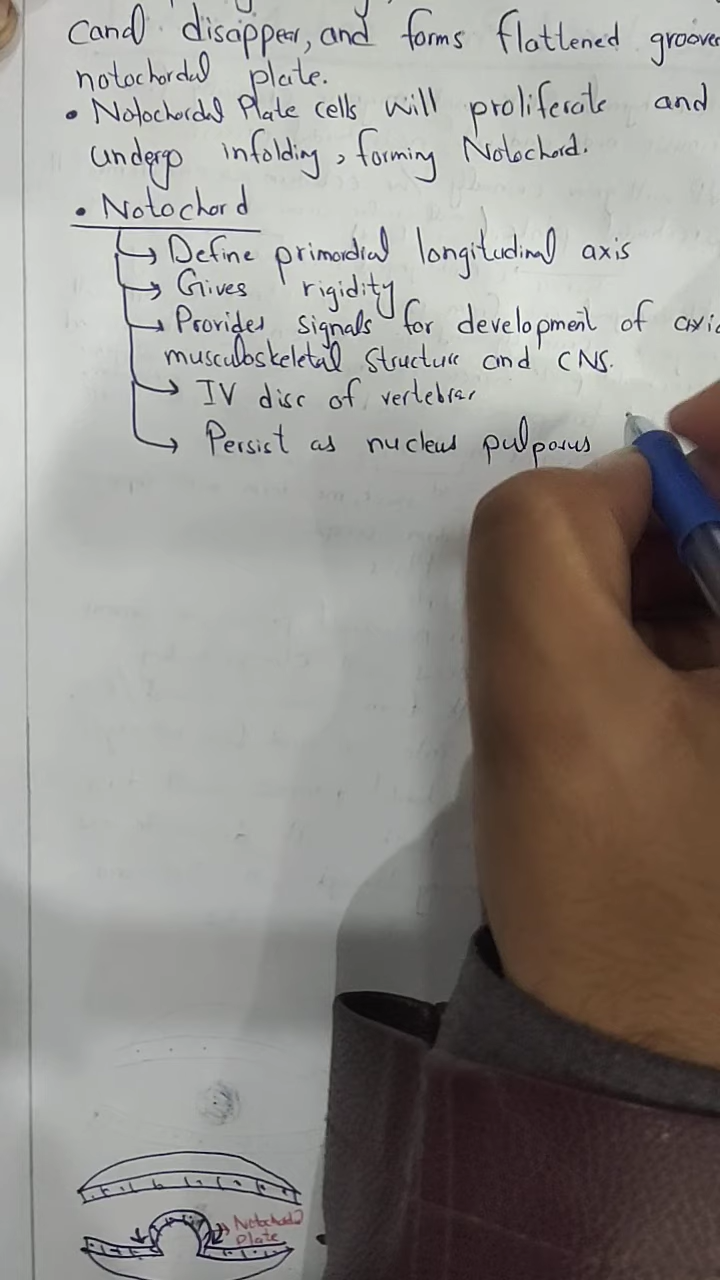 canal disappear, and forms flattened groove
notochordal plate.
• Notochordal Plate cells will proliferate and
undergo infolding, forming Notochord.
• Notochord
↳ Define primordial longitudinal axis
↳ Gives rigidity
↳ Provides signals for development of axi
musculoskeletal structure and CNS.
→ IV disc of vertebrae
→ Persist as nucleus pulposus
Notochordal
Plate